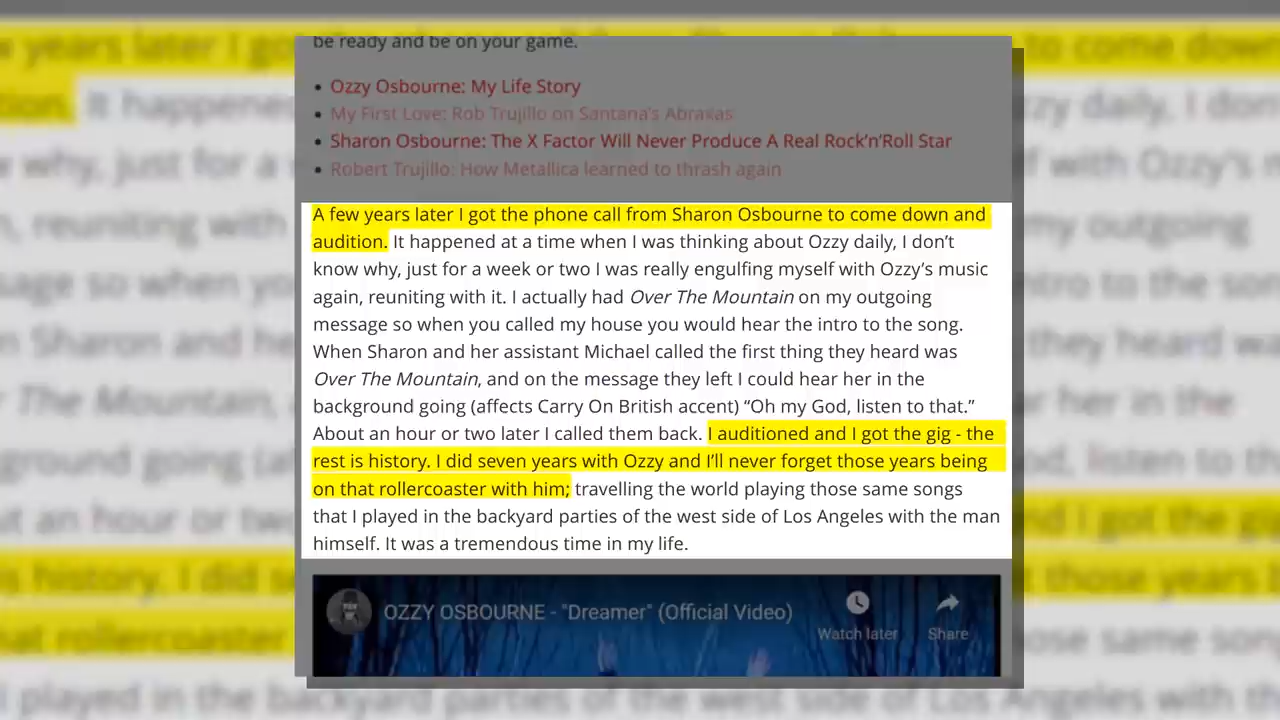 be ready and be on your game.
Ozzy Osbourne: My Life Story
My First Love: Rob Trujillo on Santana's Abraxas
Sharon Osbourne: The X Factor Will Never Produce A Real Rock'n'Roll Star
Robert Trujillo: How Metallica learned to thrash again
A few years later I got the phone call from Sharon Osbourne to come down and
audition. It happened at a time when I was thinking about Ozzy daily, I don’t
know why, just for a week or two I was really engulfing myself with Ozzy’s music
again, reuniting with it. I actually had Over The Mountain on my outgoing
message so when you called my house you would hear the intro to the song.
When Sharon and her assistant Michael called the first thing they heard was
Over The Mountain, and on the message they left I could hear her in the
background going (affects Carry On British accent) “Oh my God, listen to that.”
About an hour or two later I called them back. I auditioned and I got the gig - the
rest is history. I did seven years with Ozzy and I’ll never forget those years being
on that rollercoaster with him; travelling the world playing those same songs
that I played in the backyard parties of the west side of Los Angeles with the man
himself. It was a tremendous time in my life.
OZZY OSBOURNE - "Dreamer" (Official Video)
Watch later
Share